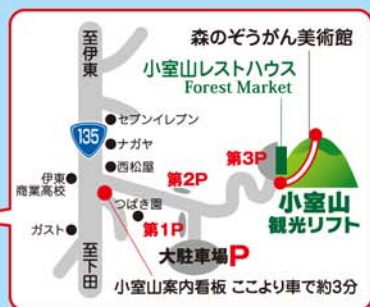 森のぞうがん美術館
小室山レストハウス
Forest Market
至伊東
135
セブンイレブン
ナガヤ
西松屋
伊東
商業高校
第3P
第2P
つばき園
第1P
小室山
観光リフト
ガスト
至下田
大駐車場P
小室山案内看板 ここより車で約3分